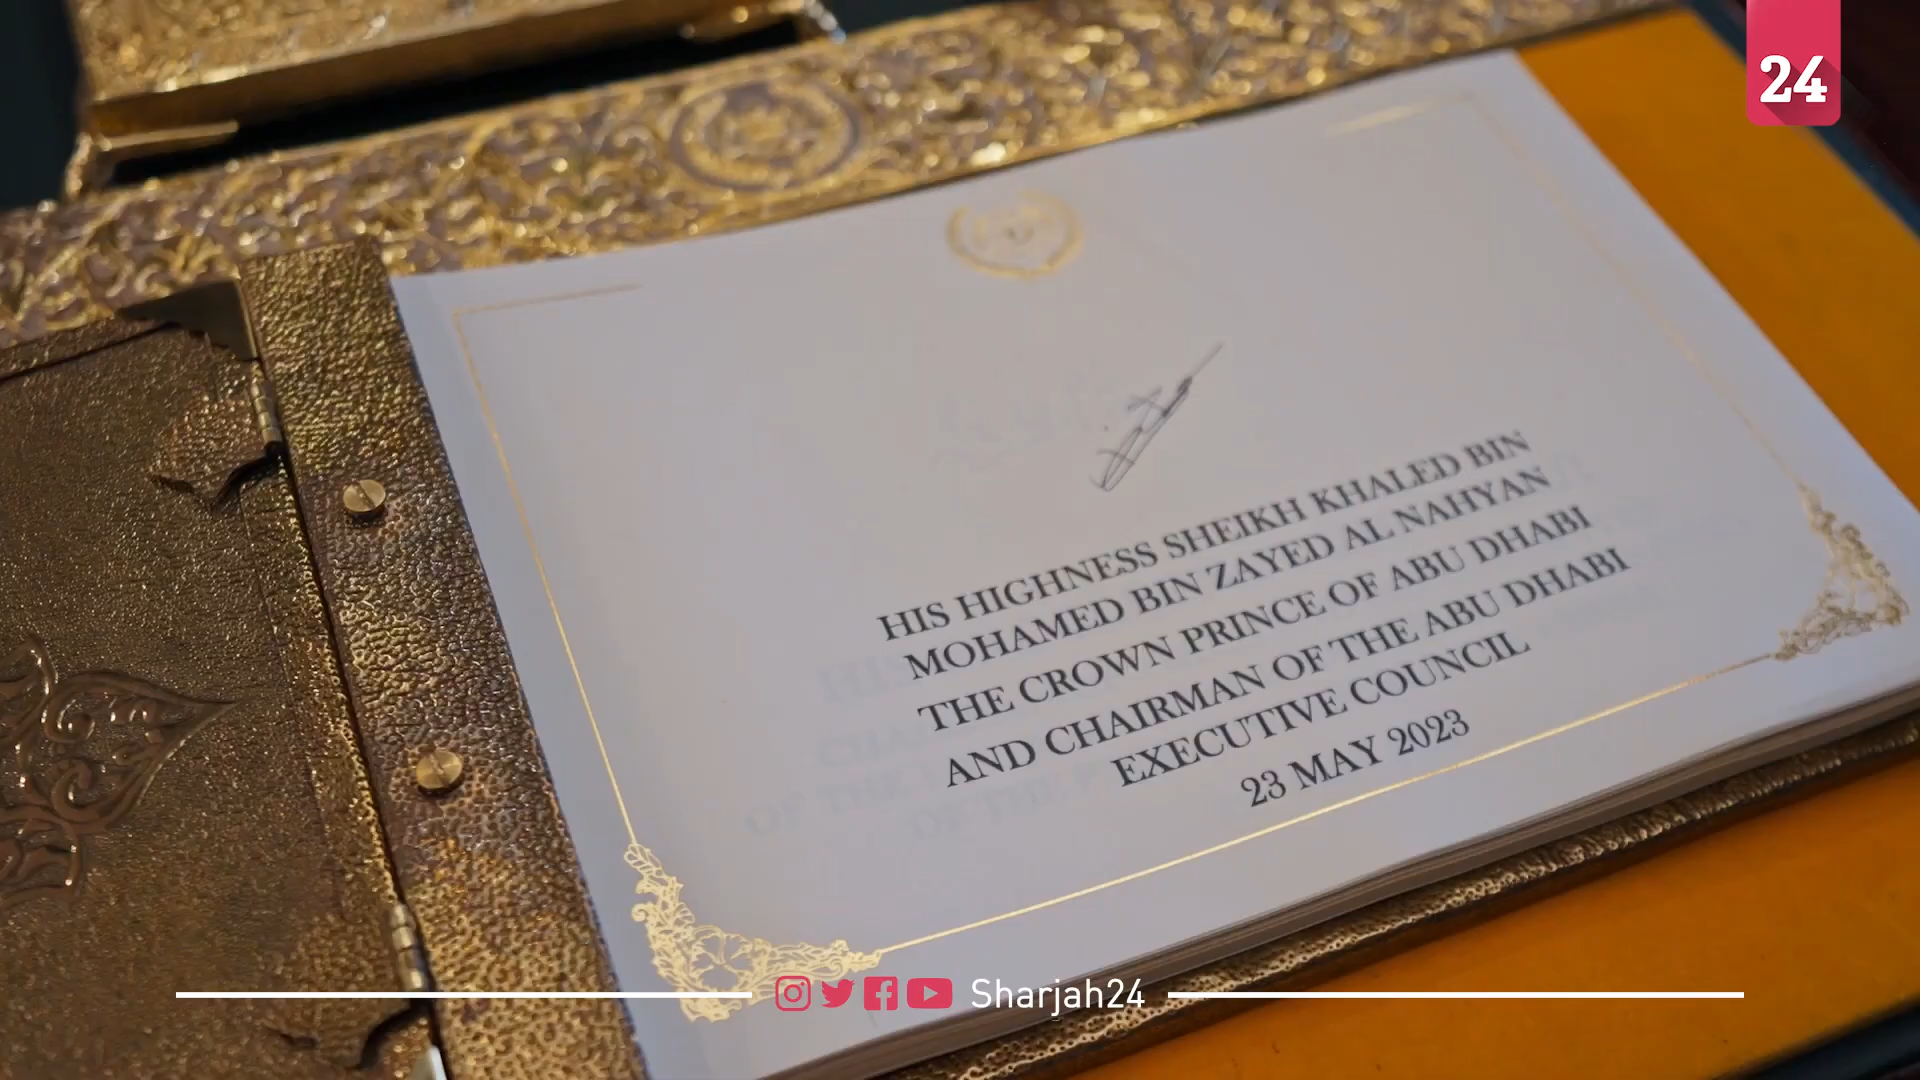 24
HIS HIGHNESS SHEIKH KHALED BIN
MOHAMED BIN ZAYED AL NAHYAN
THE CROWN PRINCE OF ABU DHABI
AND CHAIRMAN OF THE ABU DHABI
EXECUTIVE COUNCIL
23 MAY 2023
Sharjah24